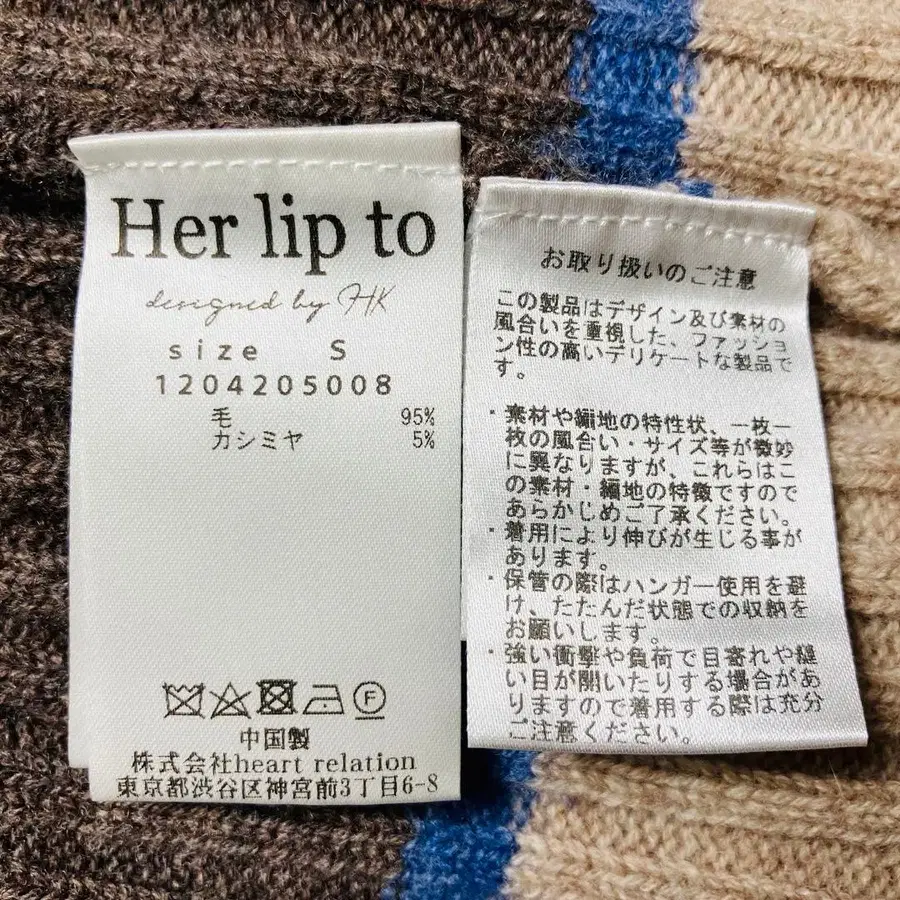 Her lip to
designed by HK
size S
1204205008
毛 95%
カシミヤ 5%
F
中国製
株式会社heart relation
東京都渋谷区神宮前3丁目6-8
お取り扱いのご注意
この製品はデザイン及び素材の
風合いを重視した、ファッショ
ン性の高いデリケートな製品で
す。
・素材や編地の特性状、一枚一
枚の風合い・サイズ等が微妙
に異なりますが、これらはこ
の素材・編地の特徴ですので
あらかじめご了承ください。
・着用により伸びが生じる事が
あります。
・保管の際はハンガー使用を避
け、たたんだ状態での収納を
お願いします。
・強い衝撃や負荷で目寄れや縫
い目が開いたりする場合があ
りますので着用する際は充分
ご注意ください。